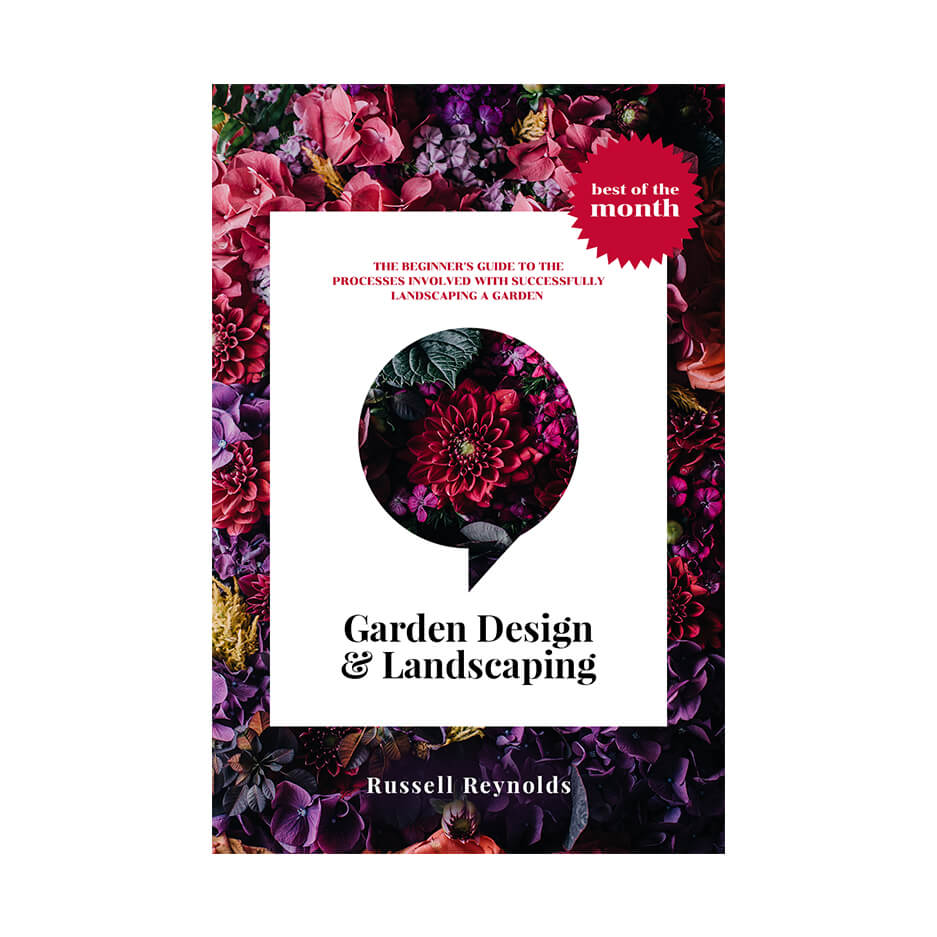 best of the
month
THE BEGINNER'S GUIDE TO THE
PROCESSES INVOLVED WITH SUCCESSFULLY
LANDSCAPING A GARDEN
Garden Design
& Landscaping
Russell Reynolds